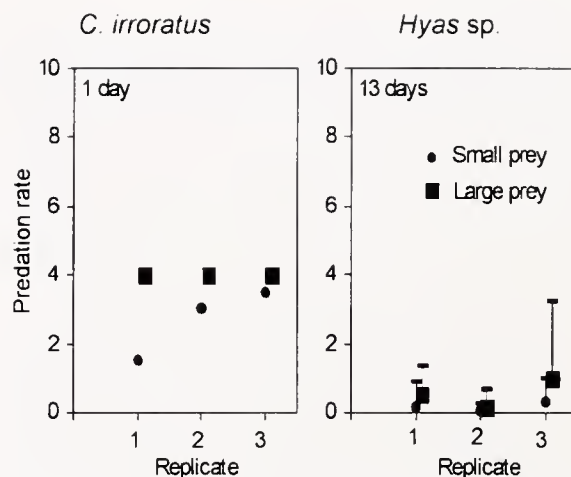 C. irroratus
Hyas sp.
Predation rate
10
8
6
4
2
0
1 day
1
2
3
Replicate
10
8
6
4
2
0
13 days
Small prey
Large prey
1
2
3
Replicate